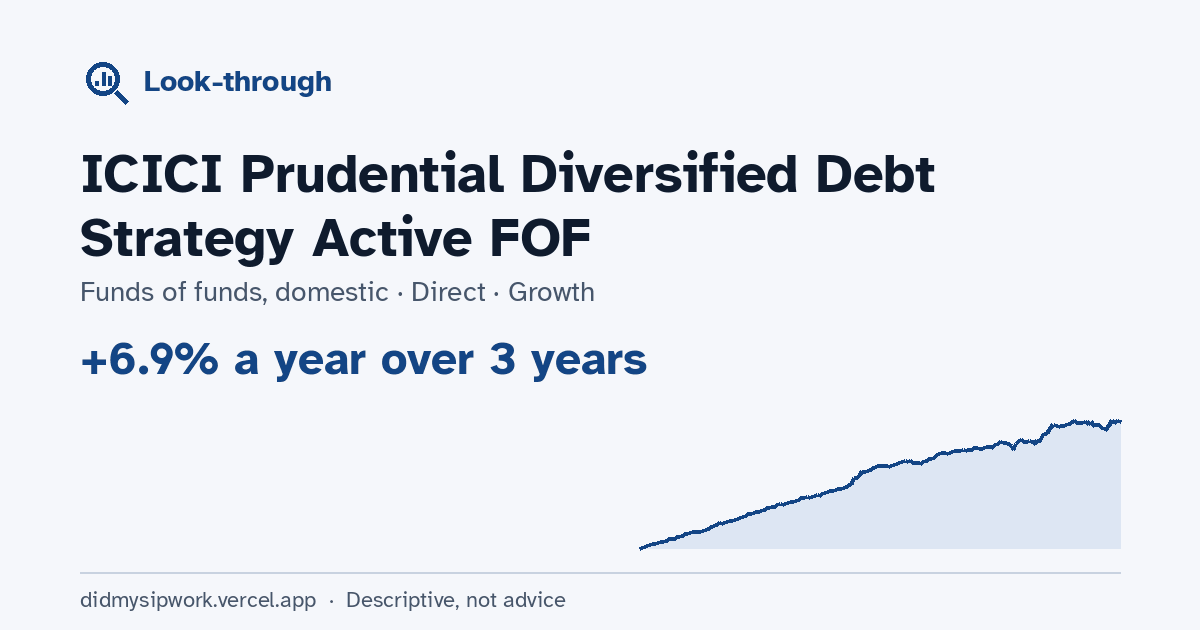 Look-through
ICICI Prudential Diversified Debt
Strategy Active FOF
Funds of funds, domestic · Direct · Growth
+6.9% a year over 3 years
didmysipwork.vercel.app · Descriptive, not advice